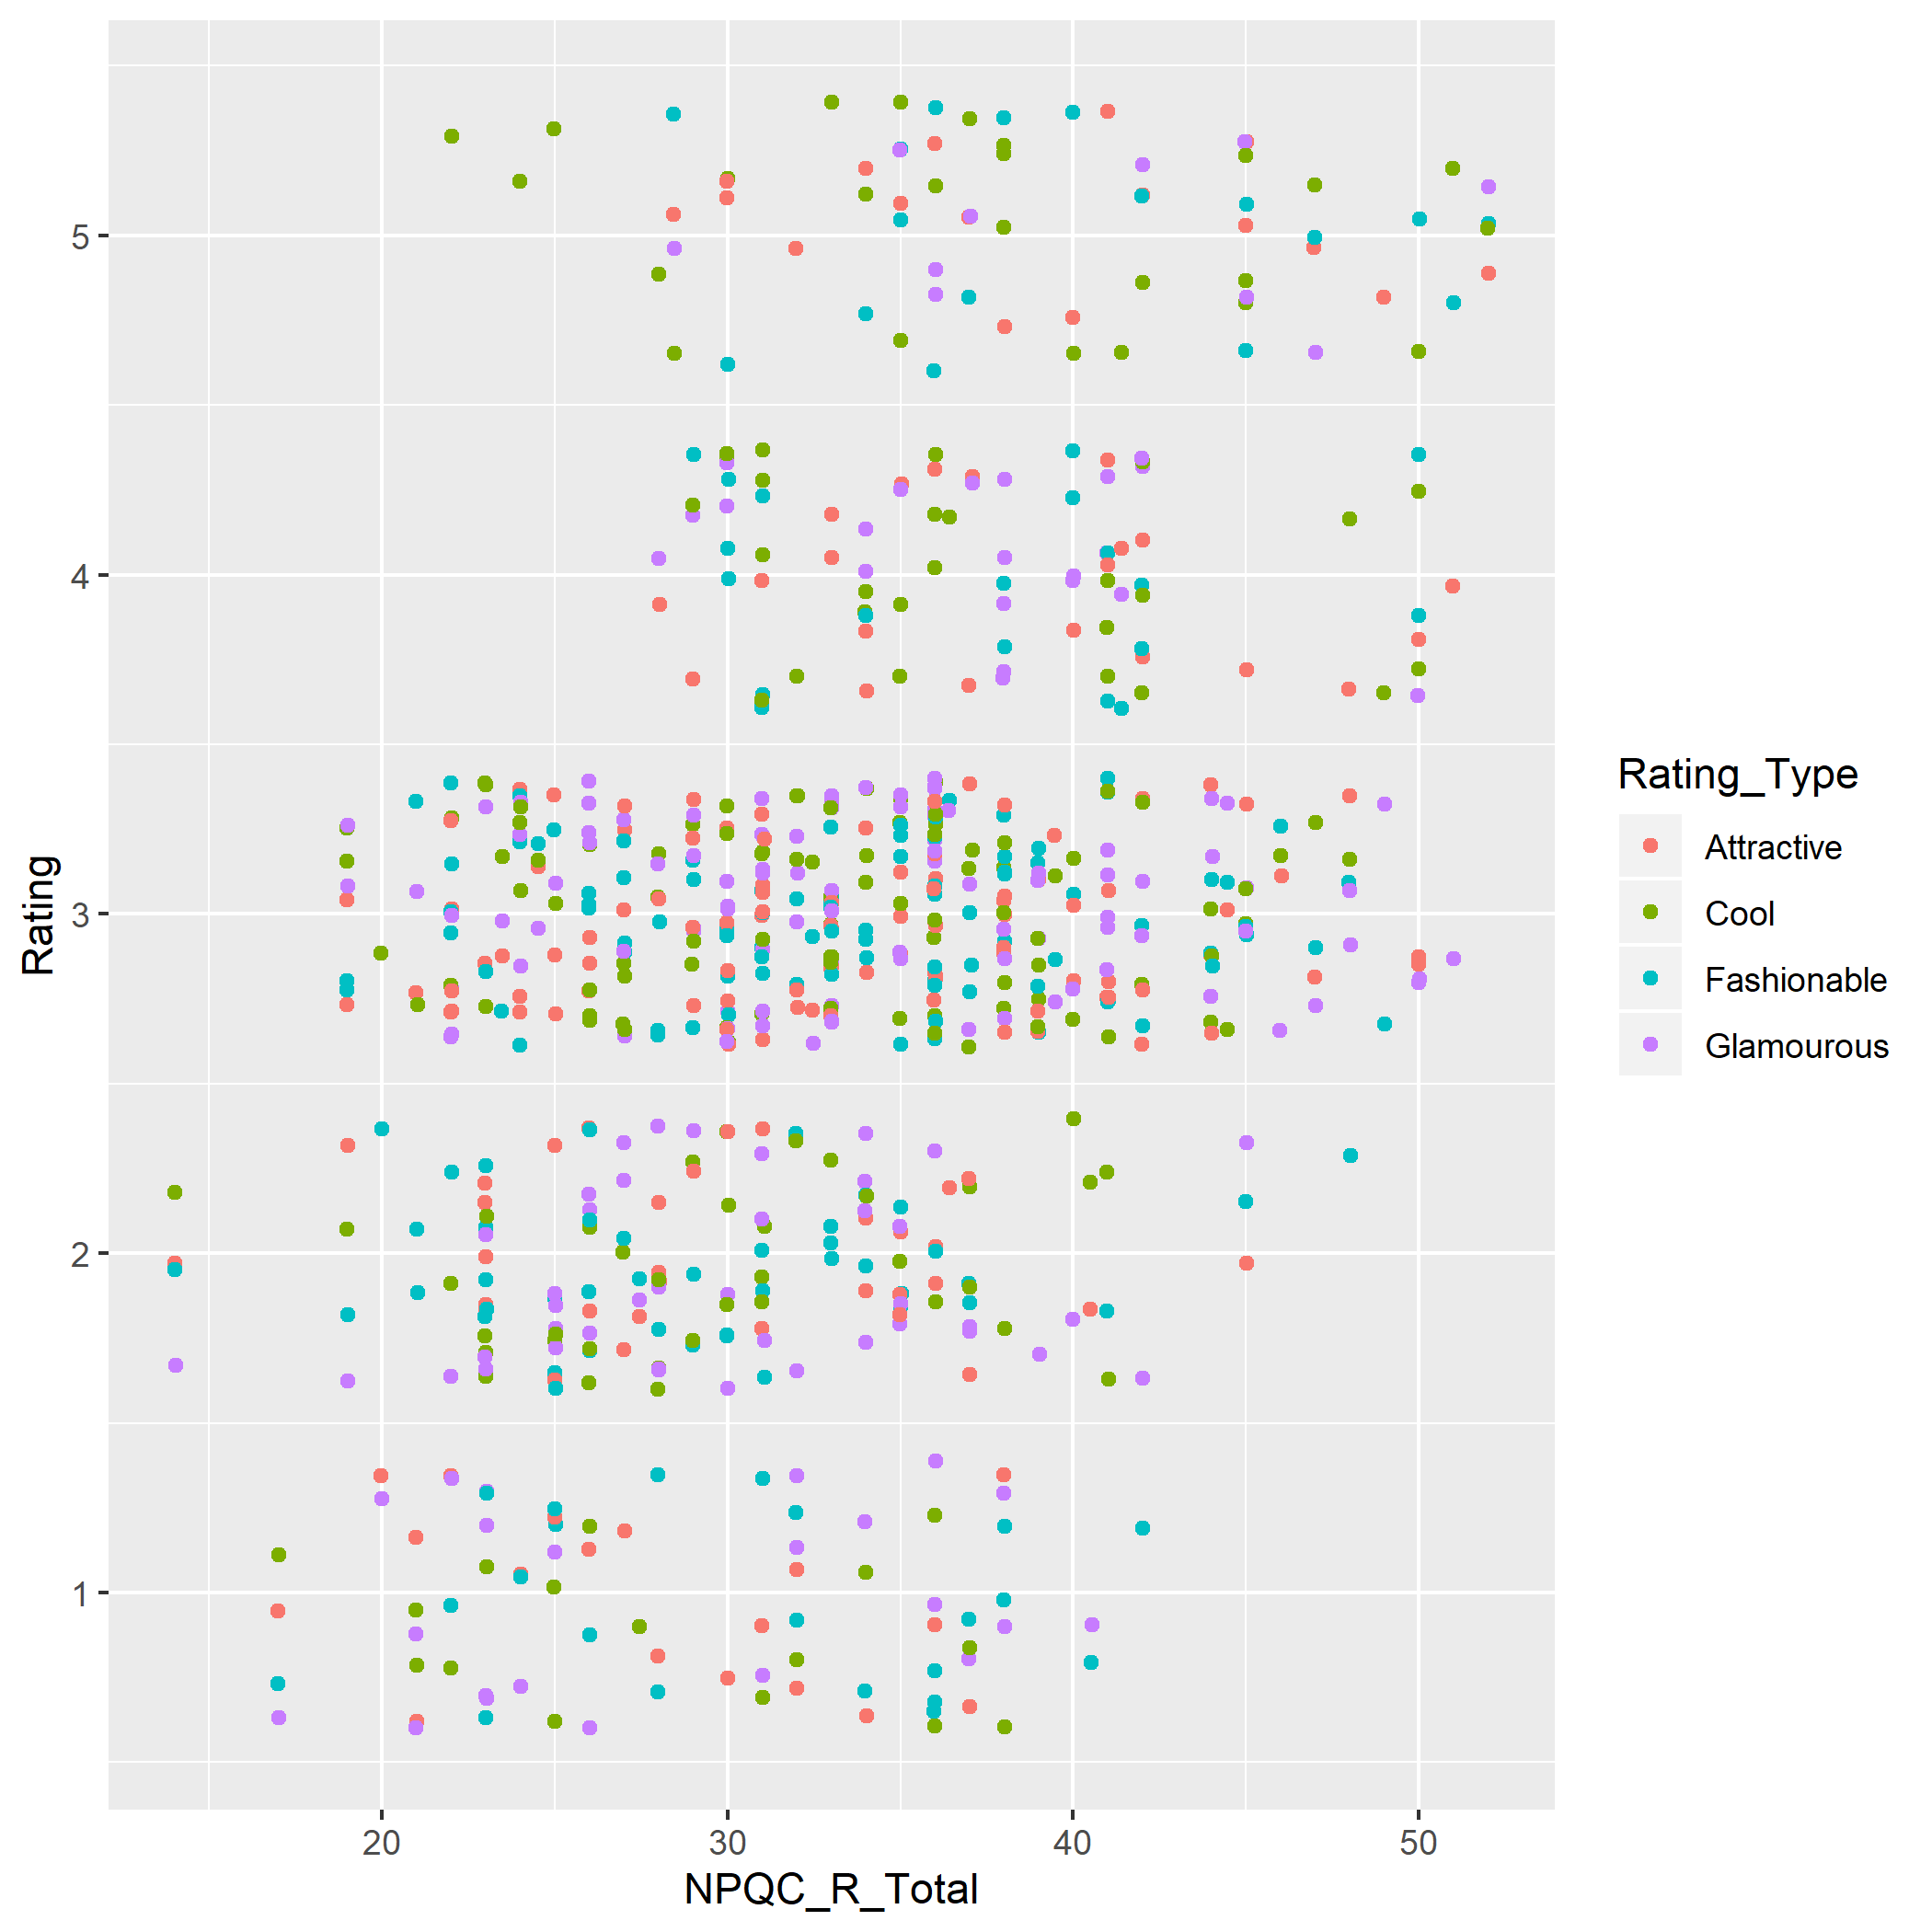 5
4
3
2
1
Rating
20
30
40
50
NPQC_R_Total
Rating_Type
Attractive
Cool
Fashionable
Glamourous